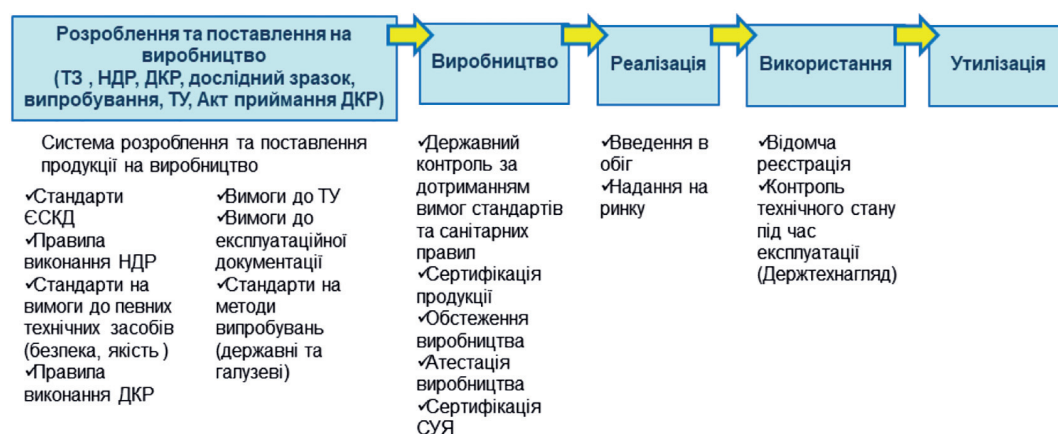 Розроблення та поставлення на
виробництво
(ТЗ , НДР, ДКР, дослідний зразок,
випробування, ТУ, Акт приймання ДКР)
Виробництво
Реалізація
Використання
Утилізація
Система розроблення та поставлення
продукції на виробництво
✓Стандарти
ЄСКД
✓Правила
виконання НДР
✓Стандарти на
вимоги до певних
технічних засобів
(безпека, якість )
✓Правила
виконання ДКР
✓Вимоги до ТУ
✓Вимоги до
експлуатаційної
документації
✓Стандарти на
методи
випробувань
(державні та
галузеві)
✓Державний
контроль за
дотриманням
вимог стандартів
та санітарних
правил
✓Сертифікація
продукції
✓Обстеження
виробництва
✓Атестація
виробництва
✓Сертифікація
СУЯ
✓Введення в
обіг
✓Надання на
ринку
✓Відомча
реєстрація
✓Контроль
технічного стану
під час
експлуатації
(Держтехнагляд)